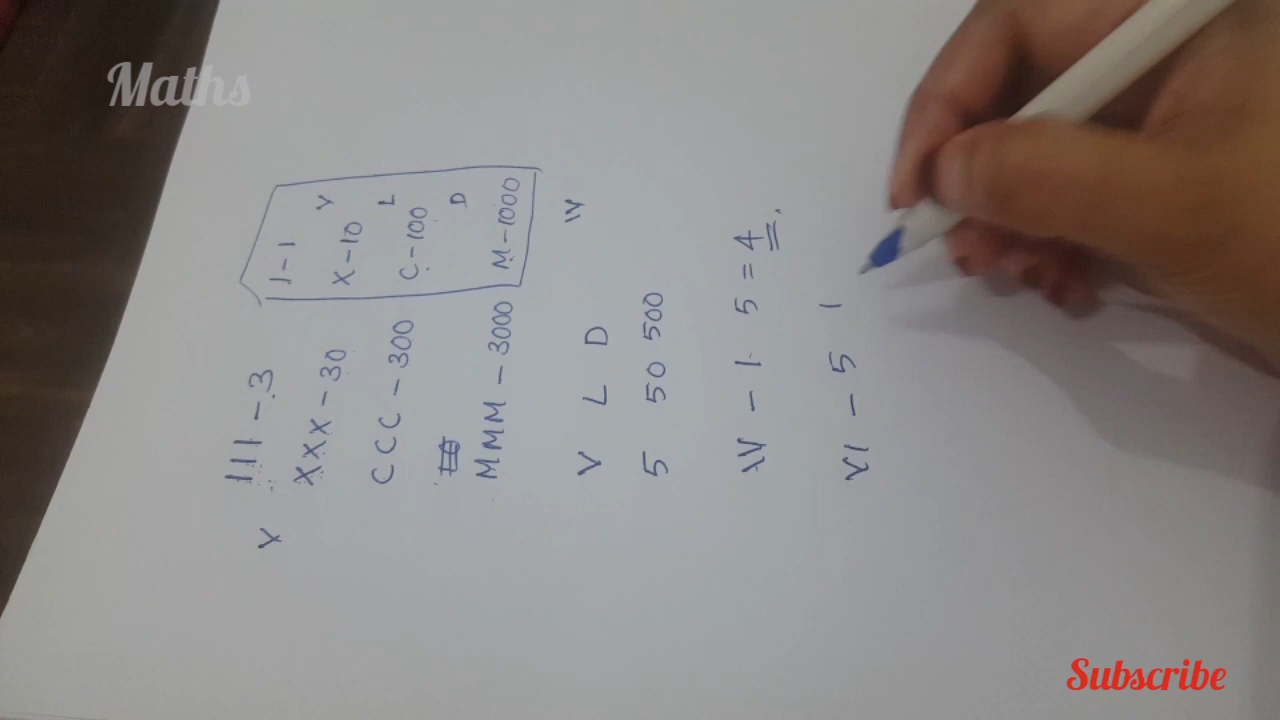 Maths
V
III - 3
XXX - 30
CCC - 300
MMM - 3000
I - 1
V
X - 10
L
C - 100
D
M - 1000
IV
V L D
5 50 500
IV - 1 5 = 4.
VI - 5 1
Subscribe